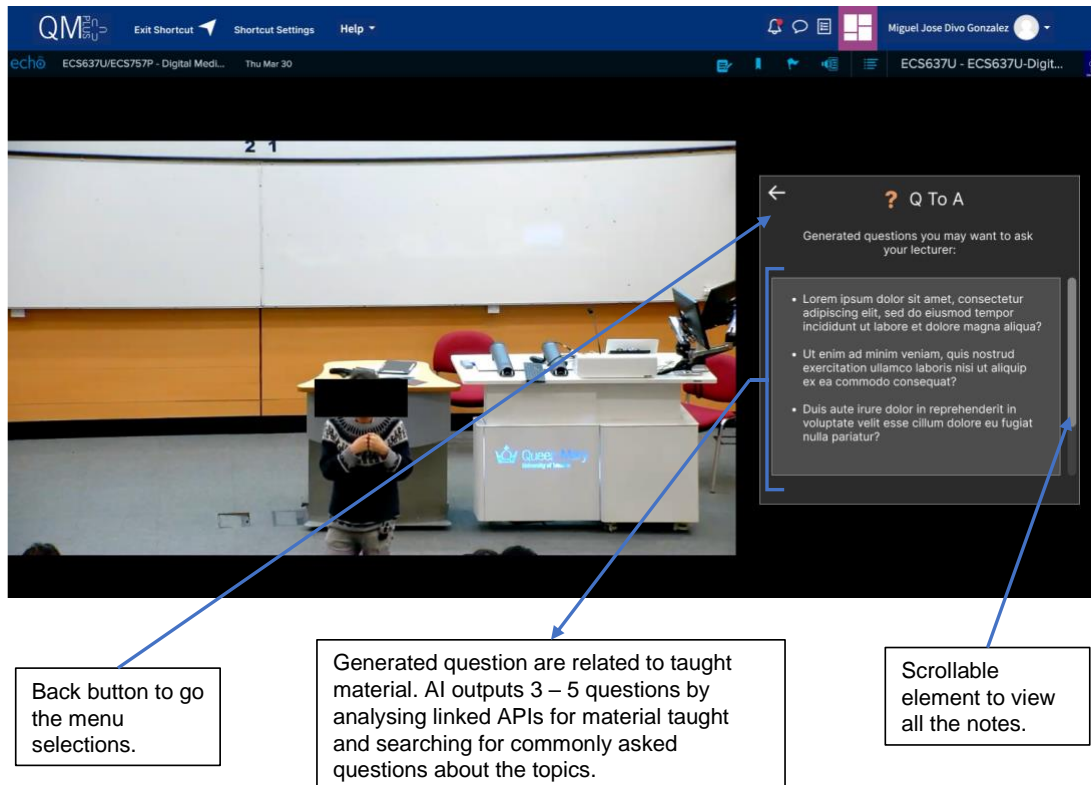 QM PLUS
Exit Shortcut
Shortcut Settings
Help
Miguel Jose Divo Gonzalez
echo
ECS637U/ECS757P - Digital Medi...
Thu Mar 30
ECS637U - ECS637U-Digit...
2 1
? Q To A
Generated questions you may want to ask
your lecturer:
• Lorem ipsum dolor sit amet, consectetur
adipiscing elit, sed do eiusmod tempor
incididunt ut labore et dolore magna aliqua?
• Ut enim ad minim veniam, quis nostrud
exercitation ullamco laboris nisi ut aliquip
ex ea commodo consequat?
• Duis aute irure dolor in reprehenderit in
voluptate velit esse cillum dolore eu fugiat
nulla pariatur?
Queen Mary
University of London
Back button to go
the menu
selections.
Generated question are related to taught
material. AI outputs 3 – 5 questions by
analysing linked APIs for material taught
and searching for commonly asked
questions about the topics.
Scrollable
element to view
all the notes.